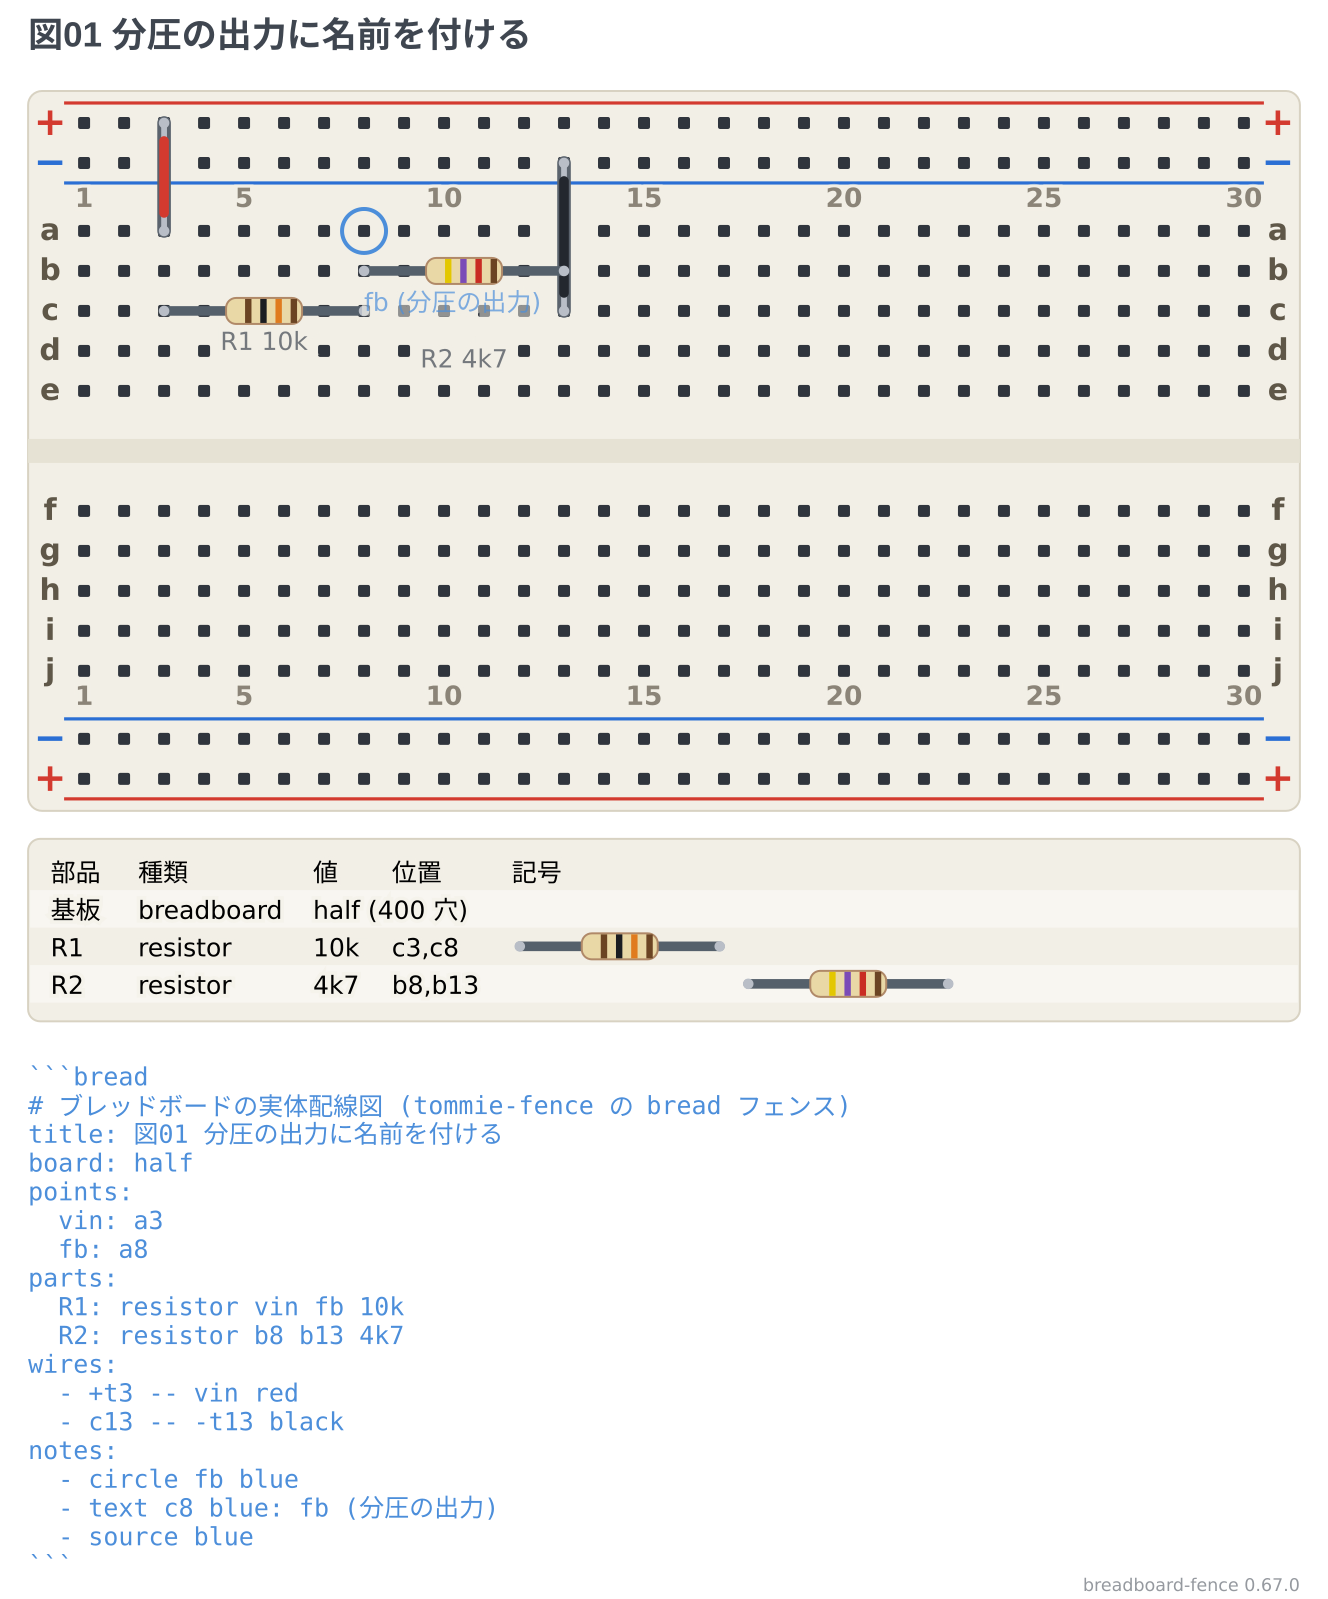 図01 分圧の出力に名前を付ける
+ +
− −
1 5 10 15 20 25 30
a a
b b
fb (分圧の出力)
c c
R1 10k
d R2 4k7 d
e e
f f
g g
h h
i i
j j
1 5 10 15 20 25 30
− −
+ +
部品 種類 値 位置 記号
基板 breadboard half (400 穴)
R1 resistor 10k c3,c8
R2 resistor 4k7 b8,b13
```bread
# ブレッドボードの実体配線図 (tommie-fence の bread フェンス)
title: 図01 分圧の出力に名前を付ける
board: half
points:
  vin: a3
  fb: a8
parts:
  R1: resistor vin fb 10k
  R2: resistor b8 b13 4k7
wires:
  - +t3 -- vin red
  - c13 -- -t13 black
notes:
  - circle fb blue
  - text c8 blue: fb (分圧の出力)
  - source blue
```
breadboard-fence 0.67.0